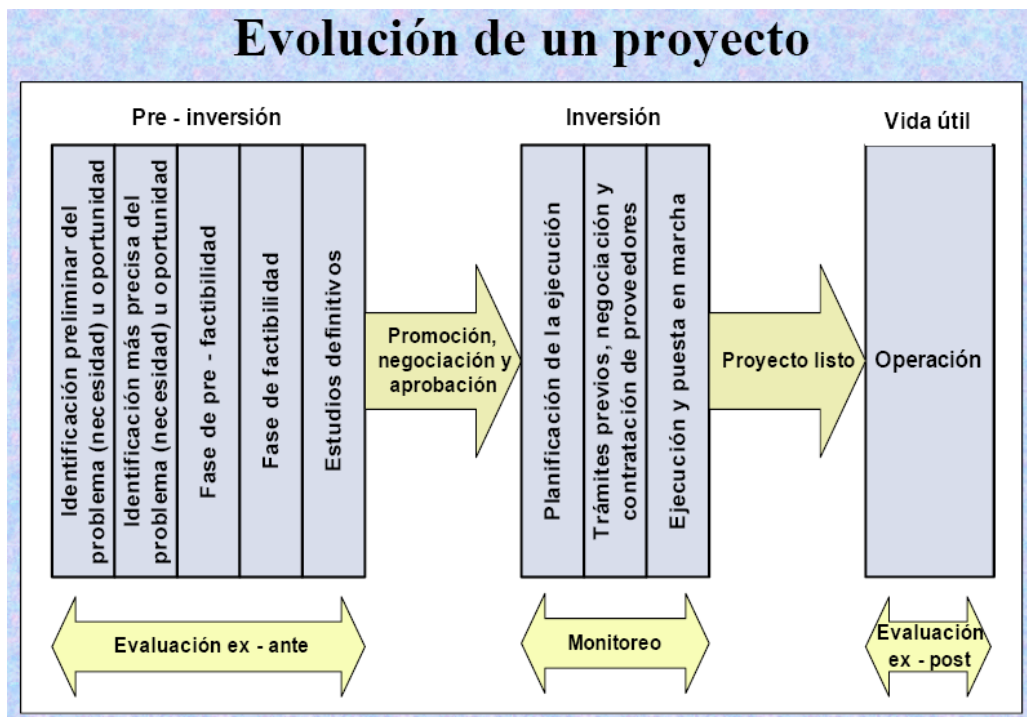 Evolución de un proyecto
Pre - inversión
Inversión
Vida útil
Identificación preliminar del
problema (necesidad) u oportunidad
Identificación más precisa del
problema (necesidad) u oportunidad
Fase de pre - factibilidad
Fase de factibilidad
Estudios definitivos
Promoción,
negociación y
aprobación
Planificación de la ejecución
Trámites previos, negociación y
contratación de provedores
Ejecución y puesta en marcha
Proyecto listo
Operación
Evaluación ex - ante
Monitoreo
Evaluación
ex - post